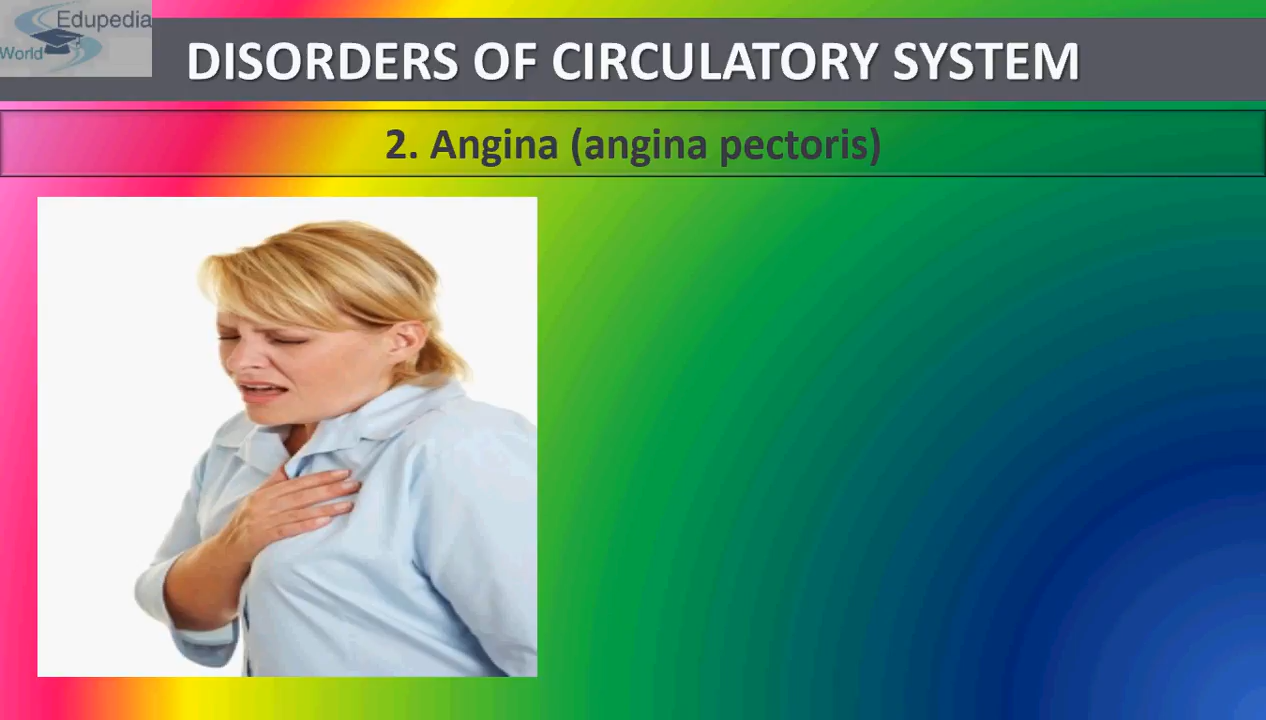 Edupedia
World
DISORDERS OF CIRCULATORY SYSTEM
2. Angina (angina pectoris)